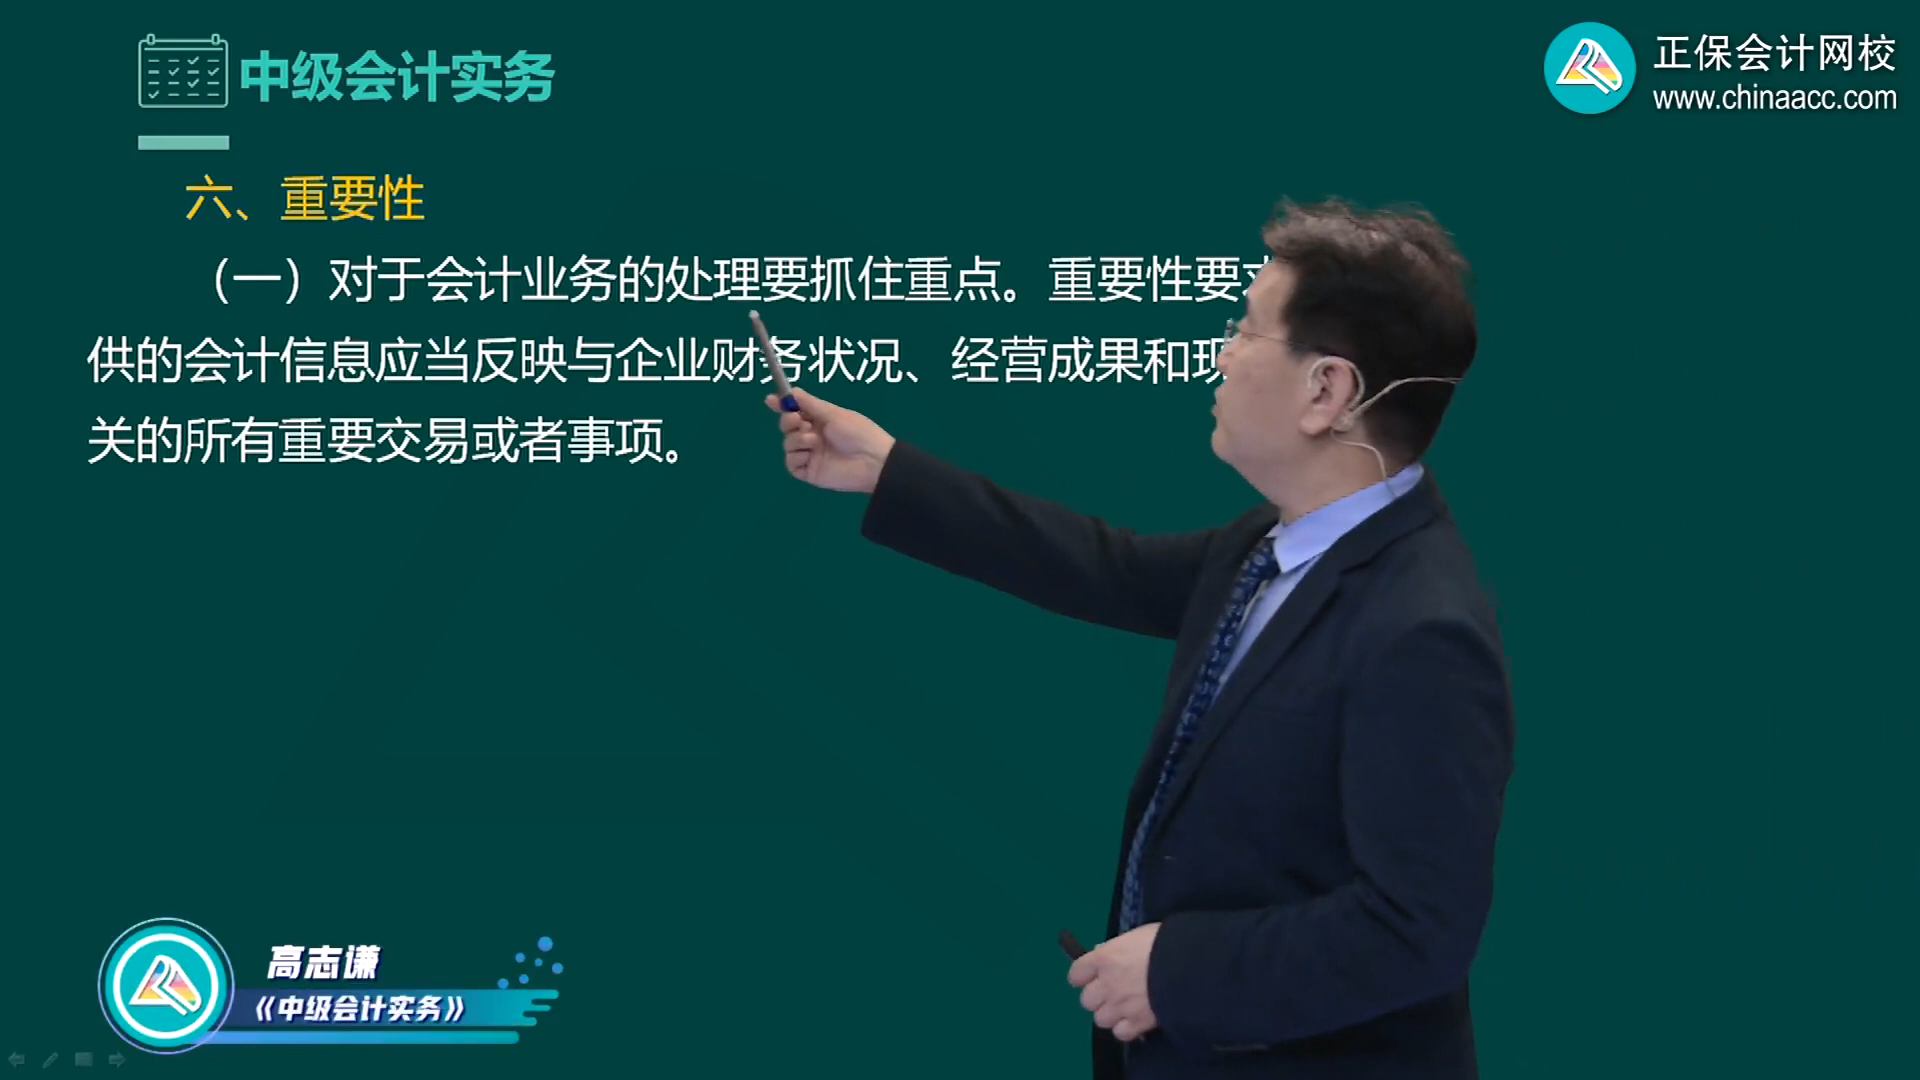 中级会计实务
正保会计网校
www.chinaacc.com
六、重要性
（一）对于会计业务的处理要抓住重点。重要性要
供的会计信息应当反映与企业财务状况、经营成果和现
关的所有重要交易或者事项。
高志谦
《中级会计实务》